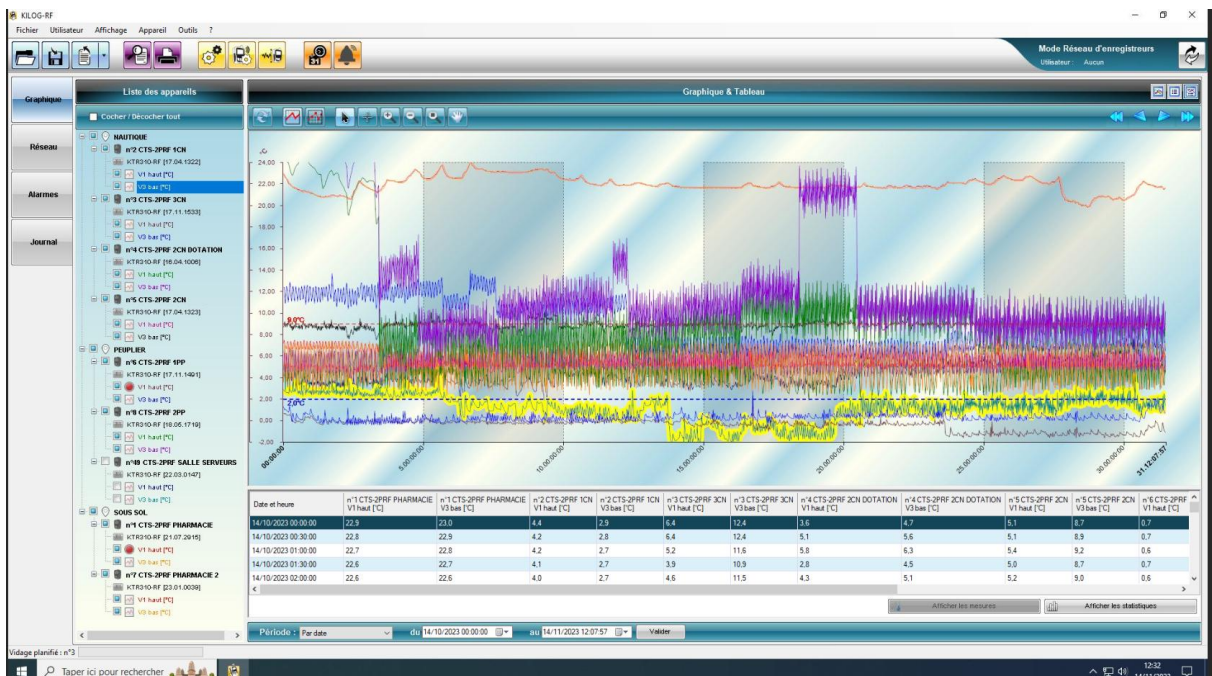 KILOG-RF
Fichier Utilisateur Affichage Appareil Outils ?
31
Mode Réseau d'enregistreurs
Utilisateur : Aucun
Graphique
Réseau
Alarmes
Journal
Liste des appareils
Cocher / Décocher tout
NAUTIQUE
n°2 CTS-2PRF 1CN
KTR310-RF [17.04.1322]
V1 haut [°C]
V3 bas [°C]
n°3 CTS-2PRF 3CN
KTR310-RF [17.11.1533]
V1 haut [°C]
V3 bas [°C]
n°4 CTS-2PRF 2CN DOTATION
KTR310-RF [16.04.1006]
V1 haut [°C]
V3 bas [°C]
n°5 CTS-2PRF 2CN
KTR310-RF [17.04.1323]
V1 haut [°C]
V3 bas [°C]
PEUPLIER
n°6 CTS-2PRF 1PP
KTR310-RF [17.11.1491]
V1 haut [°C]
V3 bas [°C]
n°8 CTS-2PRF 2PP
KTR310-RF [18.06.1719]
V1 haut [°C]
V3 bas [°C]
n°49 CTS-2PRF SALLE SERVEURS
KTR310-RF [22.03.0147]
V1 haut [°C]
V3 bas [°C]
SOUS SOL
n°1 CTS-2PRF PHARMACIE
KTR310-RF [21.07.2915]
V1 haut [°C]
V3 bas [°C]
n°7 CTS-2PRF PHARMACIE 2
KTR310-RF [23.01.0039]
V1 haut [°C]
V3 bas [°C]
Graphique & Tableau
°C
24,00
22,00
20,00
18,00
16,00
14,00
12,00
10,00
8,00
6,00
4,00
2,00
0,00
-2,00
2,0°C
00:00:00
5.00:00:00
10.00:00:00
15.00:00:00
20.00:00:00
25.00:00:00
30.00:00:00
31.12:07:57
Date et heure n°1 CTS-2PRF PHARMACIE V1 haut [°C] n°1 CTS-2PRF PHARMACIE V3 bas [°C] n°2 CTS-2PRF 1CN V1 haut [°C] n°2 CTS-2PRF 1CN V3 bas [°C] n°3 CTS-2PRF 3CN V1 haut [°C] n°3 CTS-2PRF 3CN V3 bas [°C] n°4 CTS-2PRF 2CN DOTATION V1 haut [°C] n°4 CTS-2PRF 2CN DOTATION V3 bas [°C] n°5 CTS-2PRF 2CN V1 haut [°C] n°5 CTS-2PRF 2CN V3 bas [°C] n°6 CTS-2PRF V1 haut [°C]
14/10/2023 00:00:00 22,9 23,0 4,4 2,9 6,4 12,4 3,6 4,7 5,1 8,7 0,7
14/10/2023 00:30:00 22,8 22,9 4,2 2,8 6,4 12,4 5,1 5,6 5,1 8,9 0,7
14/10/2023 01:00:00 22,7 22,8 4,2 2,7 5,2 11,6 5,8 6,3 5,4 9,2 0,6
14/10/2023 01:30:00 22,6 22,7 4,1 2,7 3,9 10,9 2,8 4,5 5,0 8,7 0,7
14/10/2023 02:00:00 22,6 22,6 4,0 2,7 4,6 11,5 4,3 5,1 5,2 9,0 0,6
Afficher les mesures Afficher les statistiques
Période : Par date du 14/10/2023 00:00:00 au 14/11/2023 12:07:57 Valider
Vidage planifié : n°3
Taper ici pour rechercher
12:32
14/11/2023